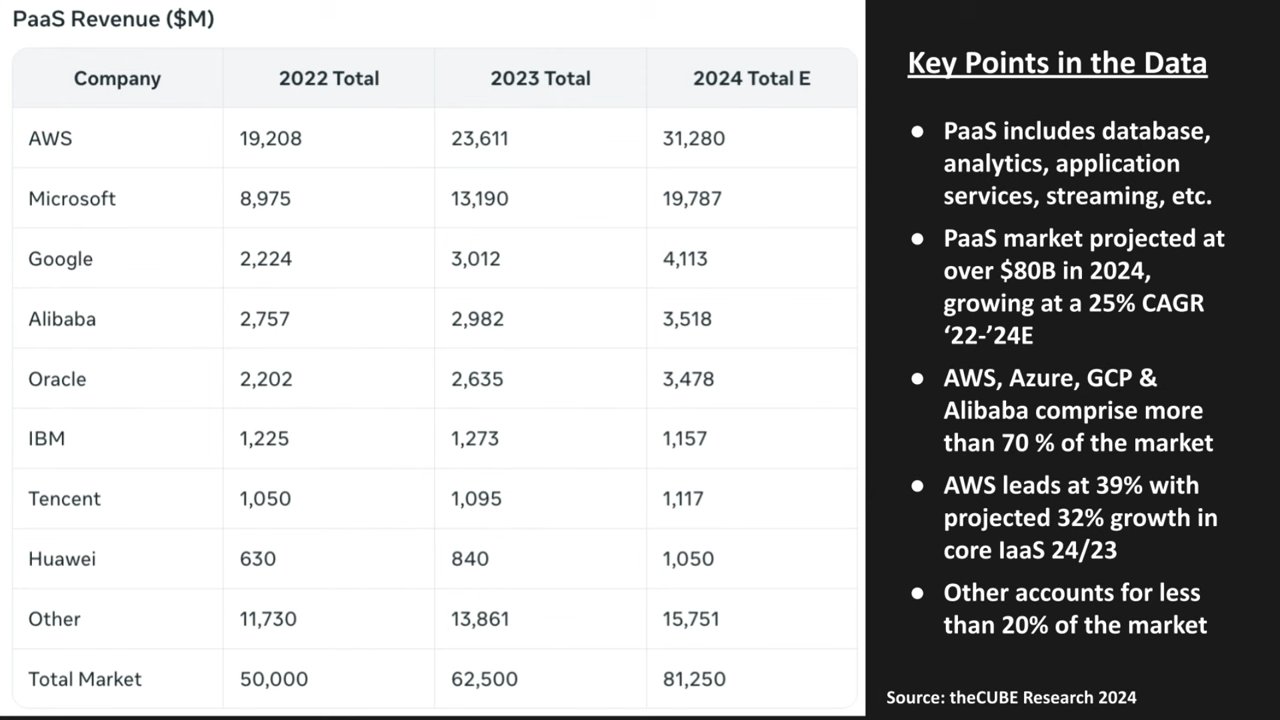 PaaS Revenue ($M)
Company 2022 Total 2023 Total 2024 Total E
AWS 19,208 23,611 31,280
Microsoft 8,975 13,190 19,787
Google 2,224 3,012 4,113
Alibaba 2,757 2,982 3,518
Oracle 2,202 2,635 3,478
IBM 1,225 1,273 1,157
Tencent 1,050 1,095 1,117
Huawei 630 840 1,050
Other 11,730 13,861 15,751
Total Market 50,000 62,500 81,250
Key Points in the Data
● PaaS includes database,
analytics, application
services, streaming, etc.
● PaaS market projected at
over $80B in 2024,
growing at a 25% CAGR
‘22-’24E
● AWS, Azure, GCP &
Alibaba comprise more
than 70 % of the market
● AWS leads at 39% with
projected 32% growth in
core IaaS 24/23
● Other accounts for less
than 20% of the market
Source: theCUBE Research 2024